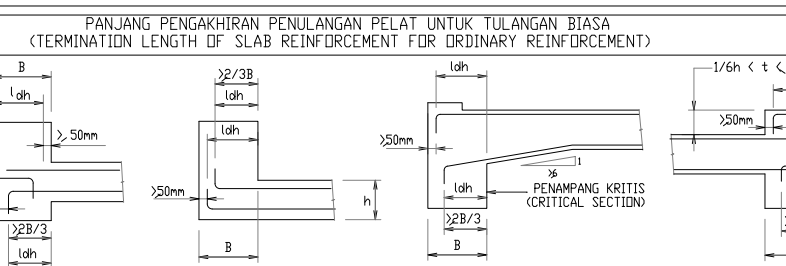 PANJANG PENGAKHIRAN PENULANGAN PELAT UNTUK TULANGAN BIASA
(TERMINATION LENGTH OF SLAB REINFORCEMENT FOR ORDINARY REINFORCEMENT)
B
ldh
≥ 50mm
≥2B/3
ldh
≥2/3B
ldh
ldh
≥50mm
h
B
ldh
≥50mm
1
≥6
ldh
PENAMPANG KRITIS
(CRITICAL SECTION)
≥2B/3
B
1/6h < t <
≥50mm